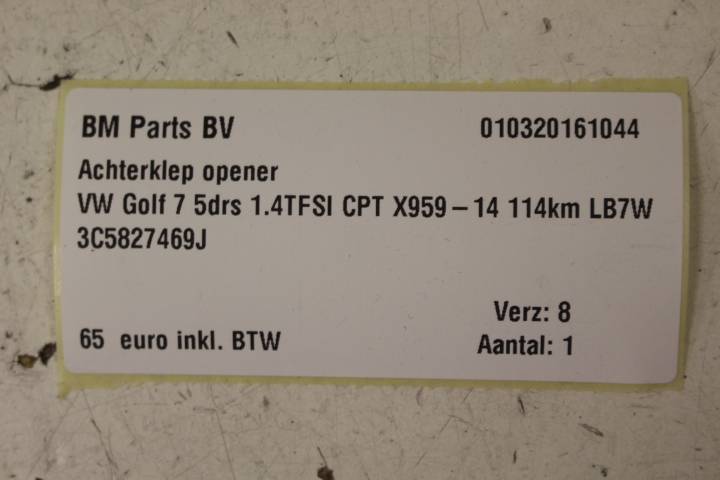 BM Parts BV 010320161044
Achterklep opener
VW Golf 7 5drs 1.4TFSI CPT X959-14 114km LB7W
3C5827469J
Verz: 8
65 euro inkl. BTW Aantal: 1